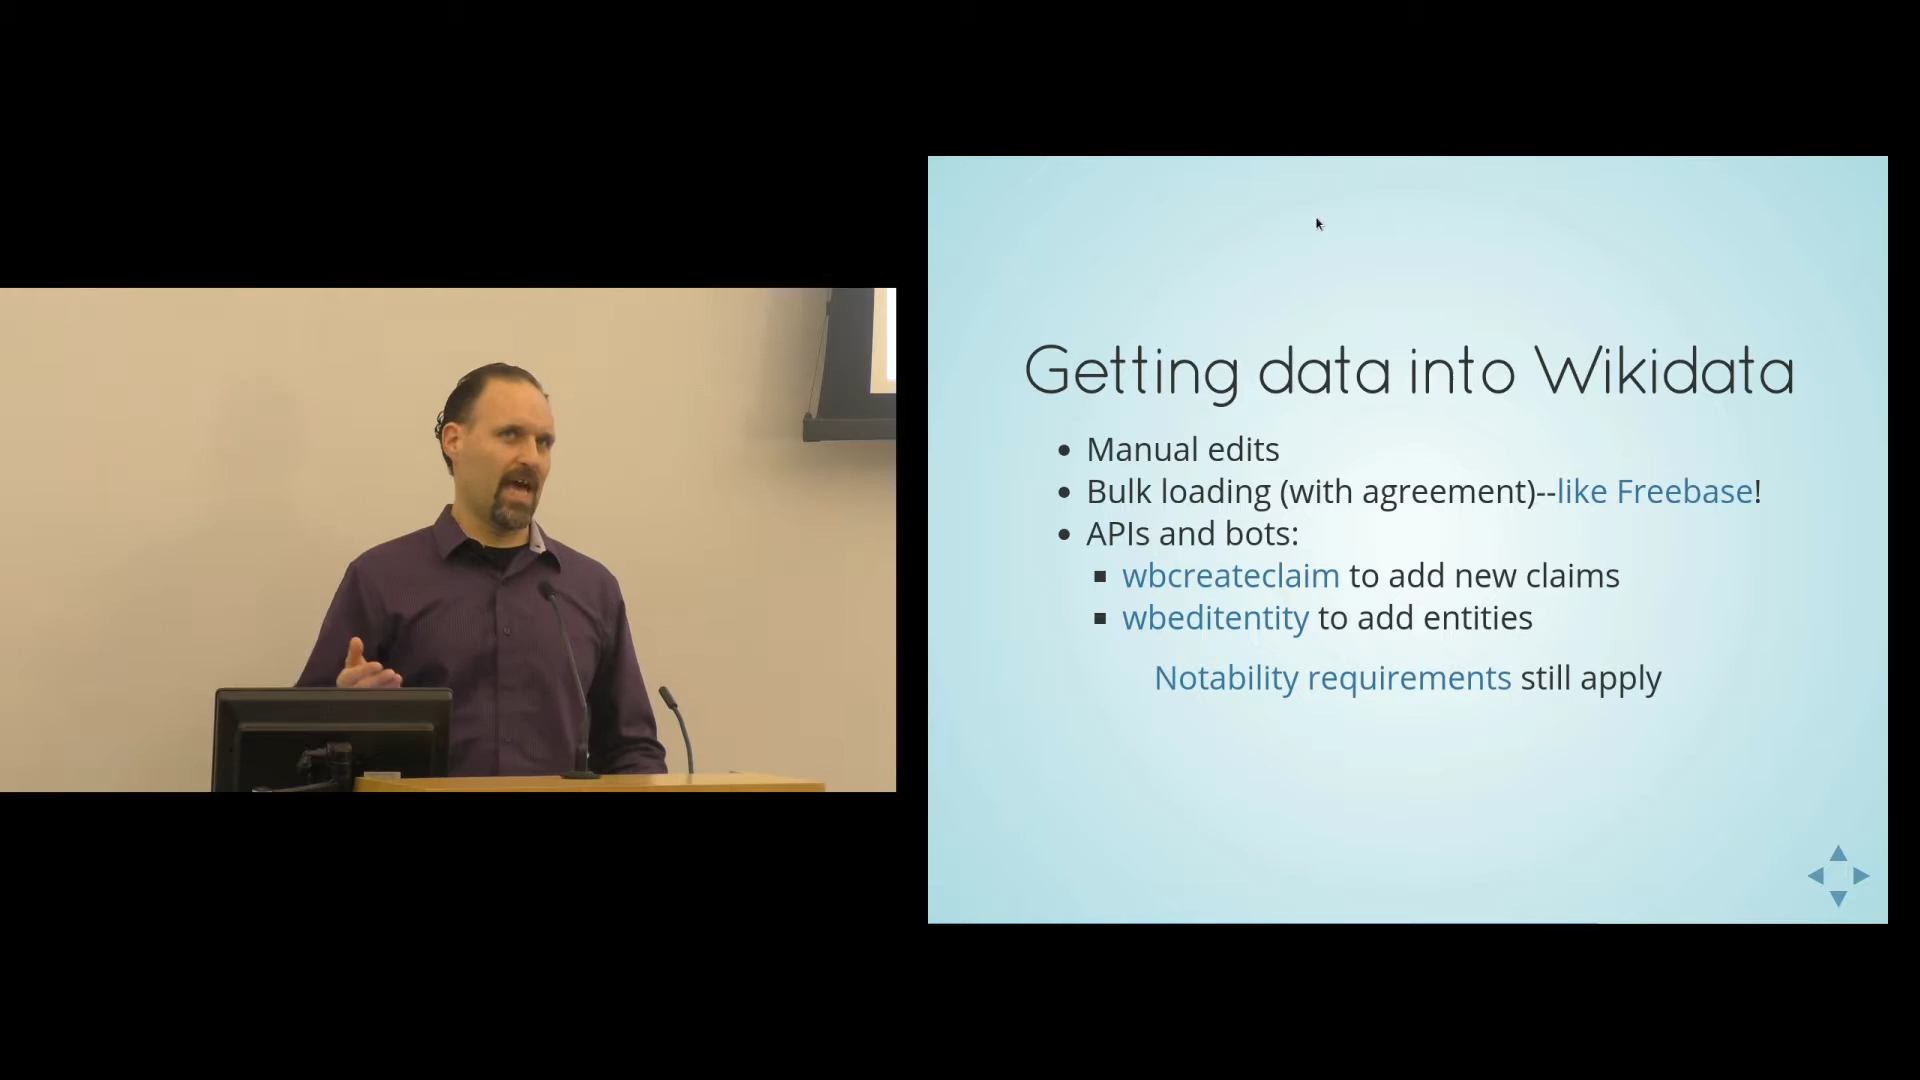 Getting data into Wikidata
Manual edits
Bulk loading (with agreement)--like Freebase!
APIs and bots:
wbcreateclaim to add new claims
wbeditentity to add entities
Notability requirements still apply